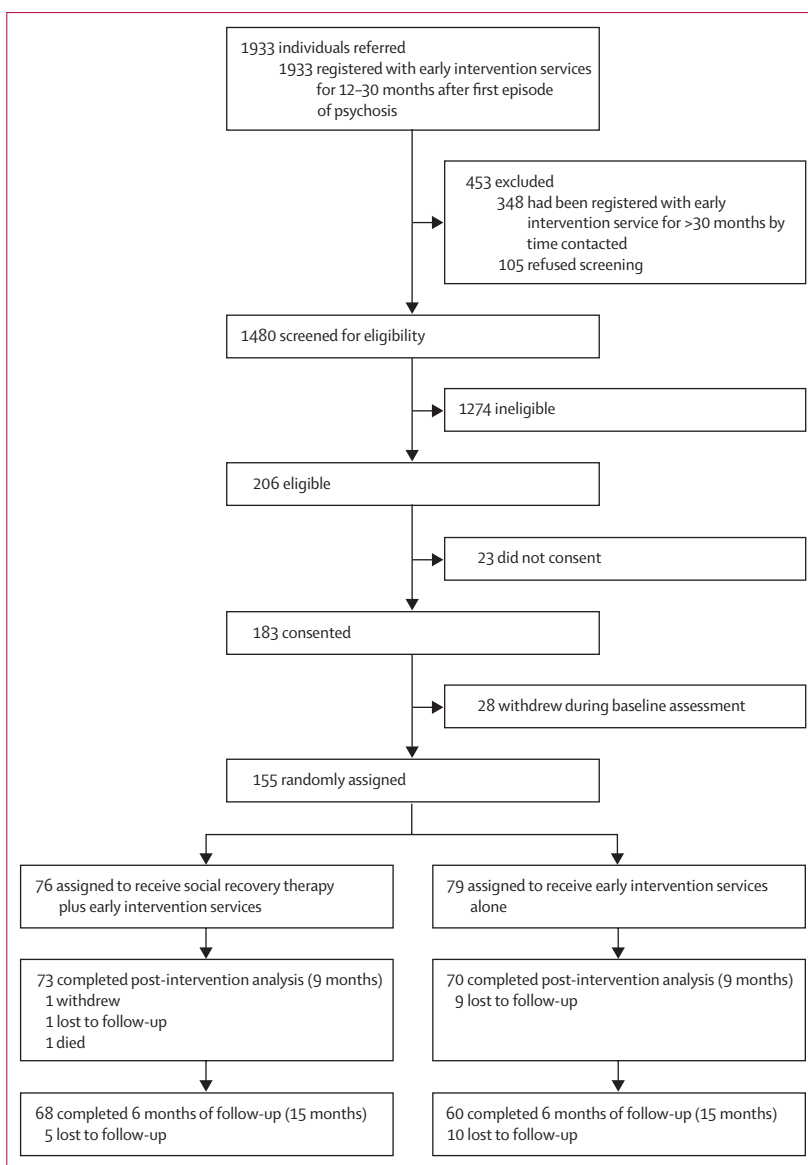 1933 individuals referred
1933 registered with early intervention services
for 12–30 months after first episode
of psychosis
453 excluded
348 had been registered with early
intervention service for >30 months by
time contacted
105 refused screening
1480 screened for eligibility
1274 ineligible
206 eligible
23 did not consent
183 consented
28 withdrew during baseline assessment
155 randomly assigned
76 assigned to receive social recovery therapy
plus early intervention services
79 assigned to receive early intervention services
alone
73 completed post-intervention analysis (9 months)
1 withdrew
1 lost to follow-up
1 died
70 completed post-intervention analysis (9 months)
9 lost to follow-up
68 completed 6 months of follow-up (15 months)
5 lost to follow-up
60 completed 6 months of follow-up (15 months)
10 lost to follow-up